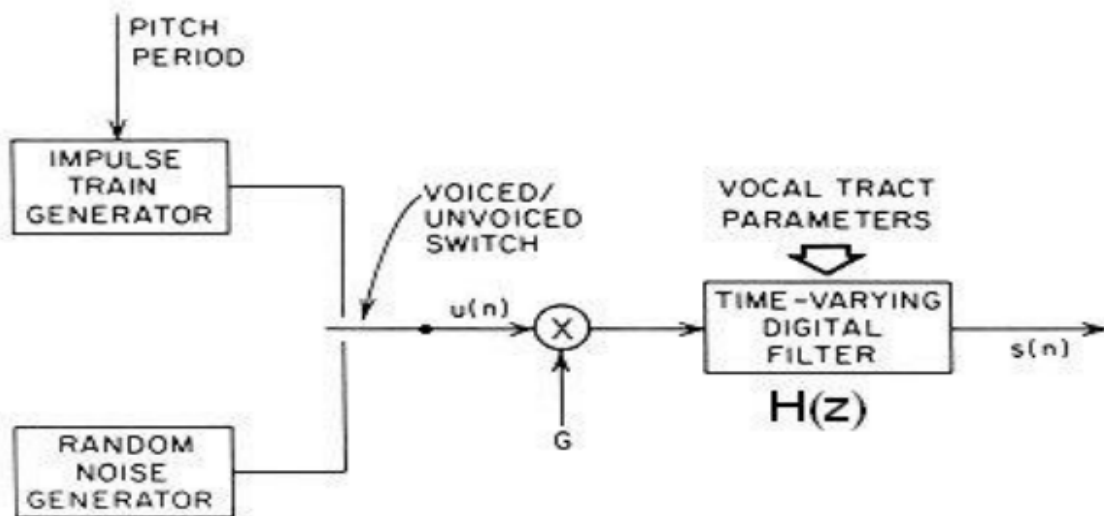 PITCH
PERIOD
IMPULSE
TRAIN
GENERATOR
VOICED/
UNVOICED
SWITCH
VOCAL TRACT
PARAMETERS
u(n)
X
G
TIME-VARYING
DIGITAL
FILTER
s(n)
H(z)
RANDOM
NOISE
GENERATOR